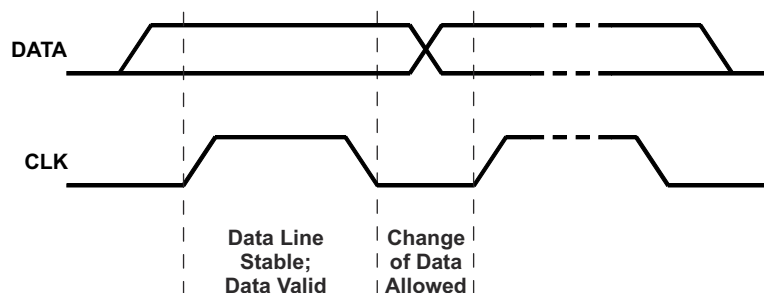 DATA
CLK
Data Line
Stable;
Data Valid
Change
of Data
Allowed